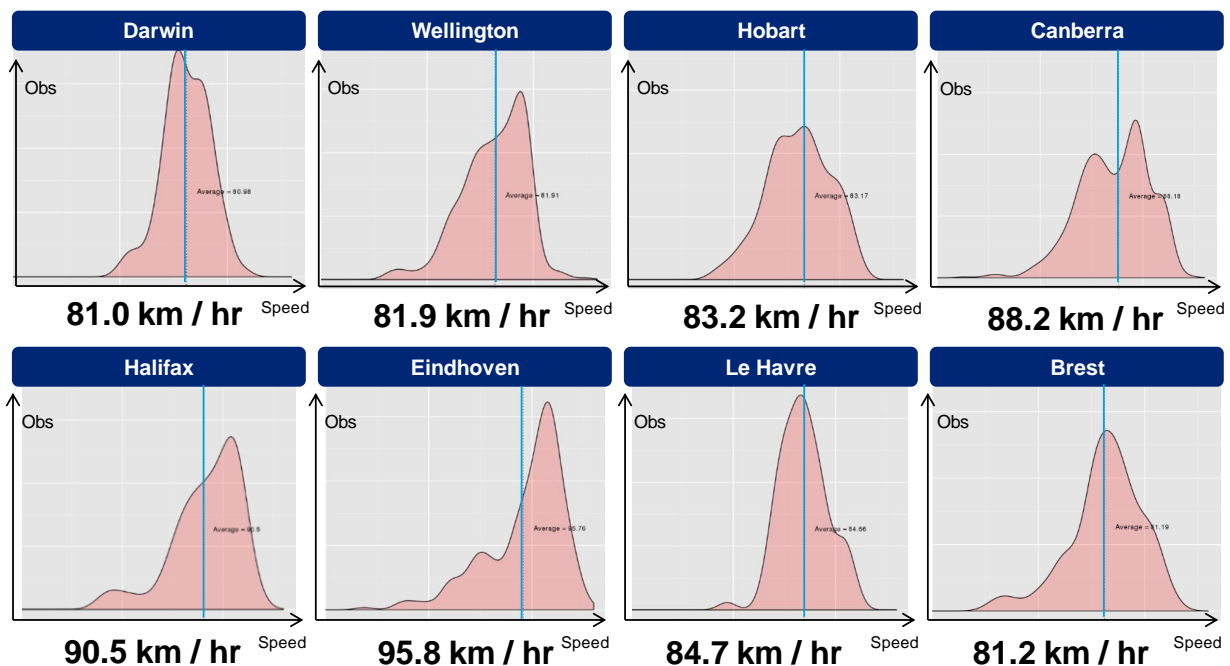 Darwin
Wellington
Hobart
Canberra
Obs
Obs
Obs
Obs
Average = 80.98
Average = 81.91
Average = 83.17
Average = 88.18
81.0 km / hr
Speed
81.9 km / hr
Speed
83.2 km / hr
Speed
88.2 km / hr
Speed
Halifax
Eindhoven
Le Havre
Brest
Obs
Obs
Obs
Obs
Average = 90.5
Average = 95.76
Average = 84.66
Average = 81.19
90.5 km / hr
Speed
95.8 km / hr
Speed
84.7 km / hr
Speed
81.2 km / hr
Speed